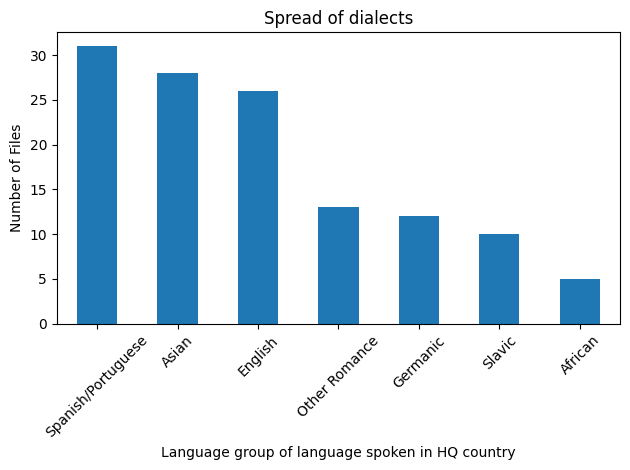 Spread of dialects
Number of Files
30
25
20
15
10
5
0
Spanish/Portuguese
Asian
English
Other Romance
Germanic
Slavic
African
Language group of language spoken in HQ country